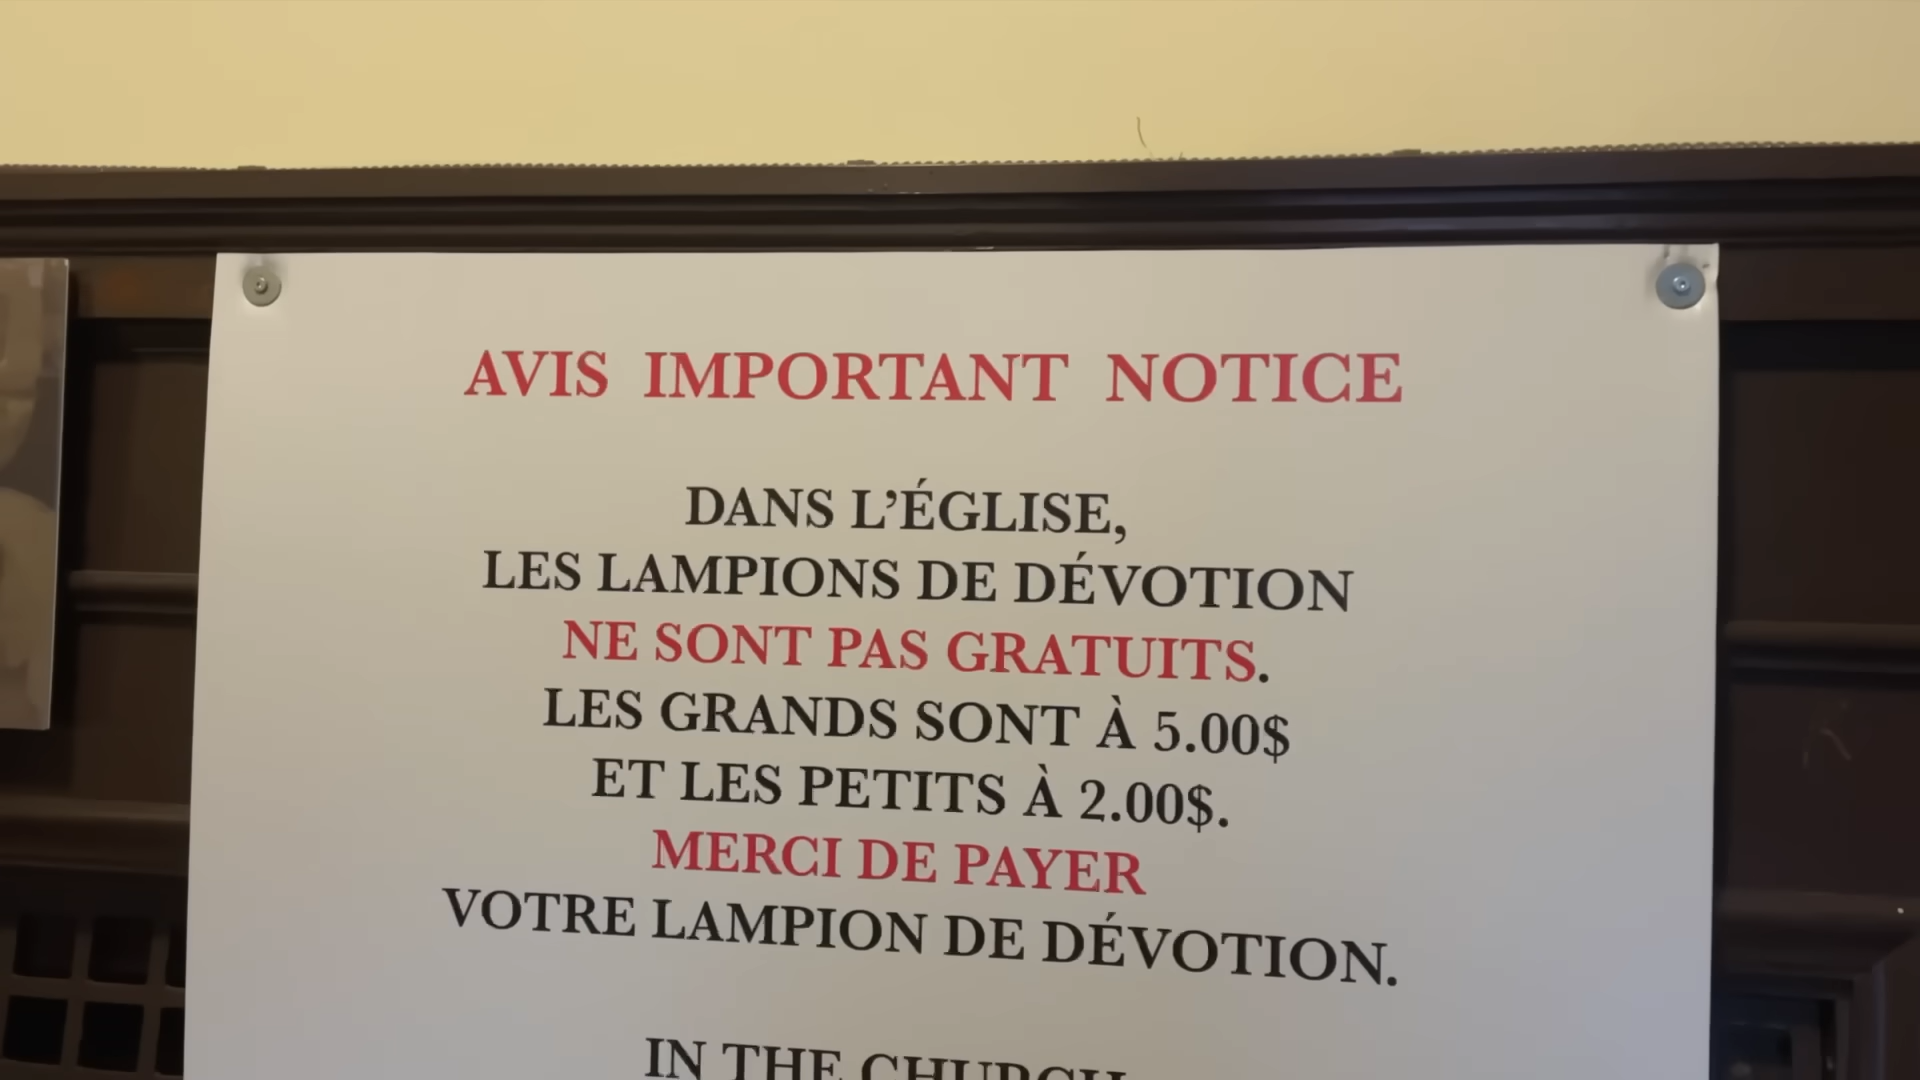 AVIS IMPORTANT NOTICE
DANS L’ÉGLISE,
LES LAMPIONS DE DÉVOTION
NE SONT PAS GRATUITS.
LES GRANDS SONT À 5.00$
ET LES PETITS À 2.00$.
MERCI DE PAYER
VOTRE LAMPION DE DÉVOTION.
IN THE CHURCH